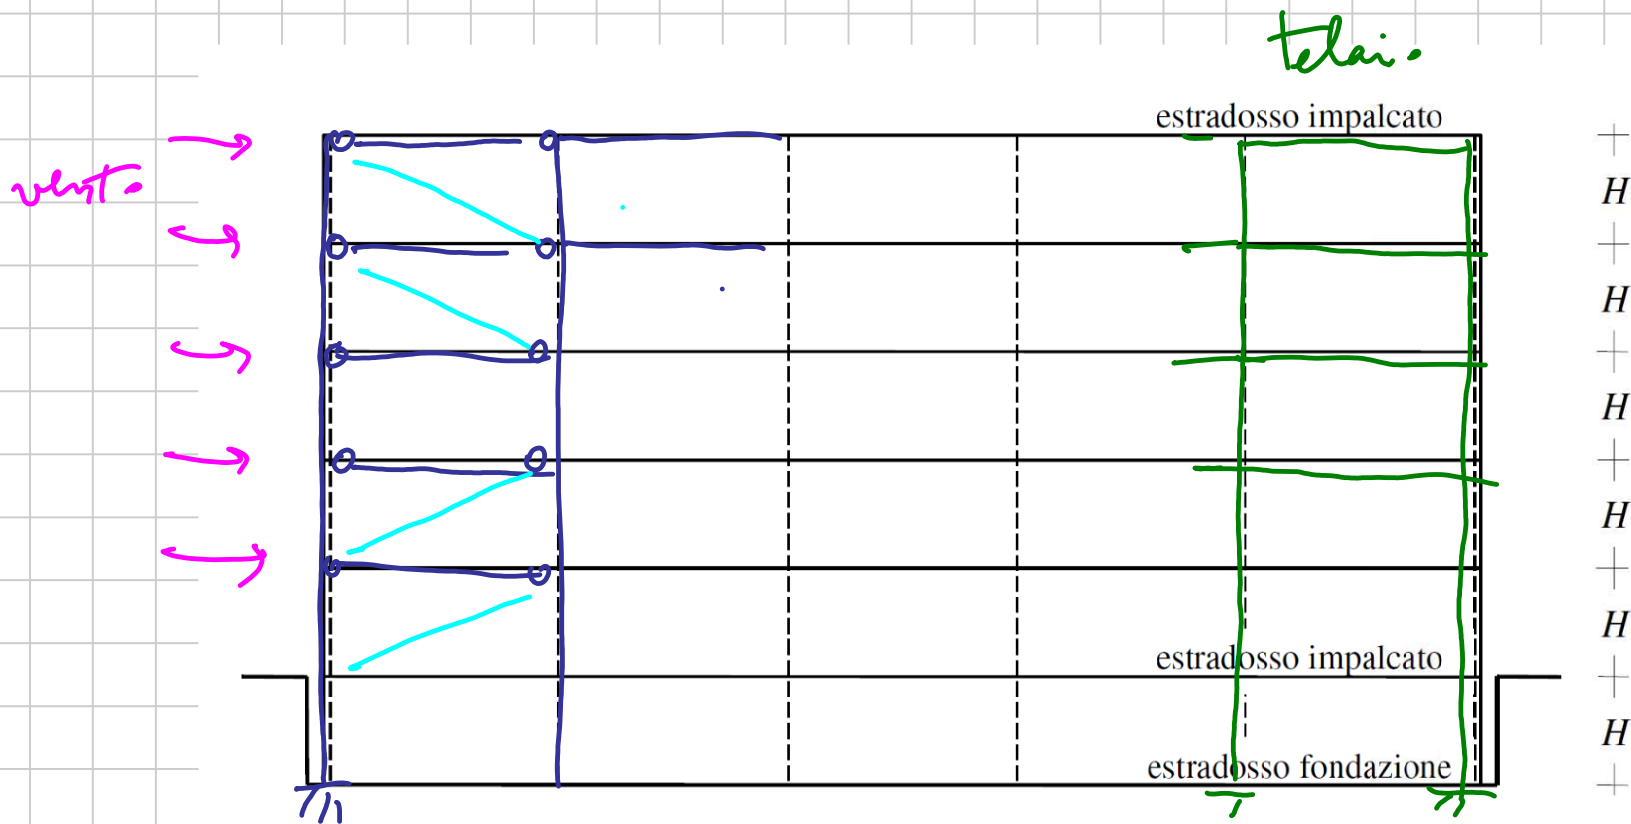 telai.
estradosso impalcato
vento
H
H
H
H
estradosso impalcato
H
estradosso fondazione
H